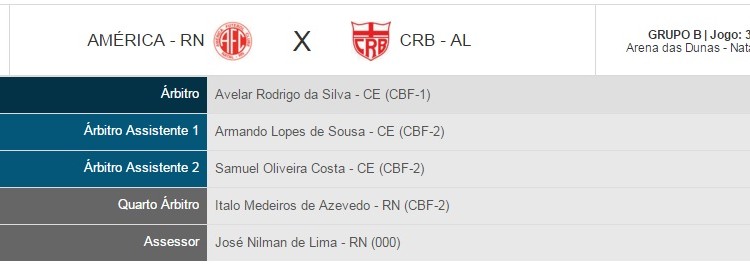 AMÉRICA - RN AFC X CRB CRB - AL
GRUPO B | Jogo: 3
Arena das Dunas - Nata
Árbitro Avelar Rodrigo da Silva - CE (CBF-1)
Árbitro Assistente 1 Armando Lopes de Sousa - CE (CBF-2)
Árbitro Assistente 2 Samuel Oliveira Costa - CE (CBF-2)
Quarto Árbitro Italo Medeiros de Azevedo - RN (CBF-2)
Assessor José Nilman de Lima - RN (000)